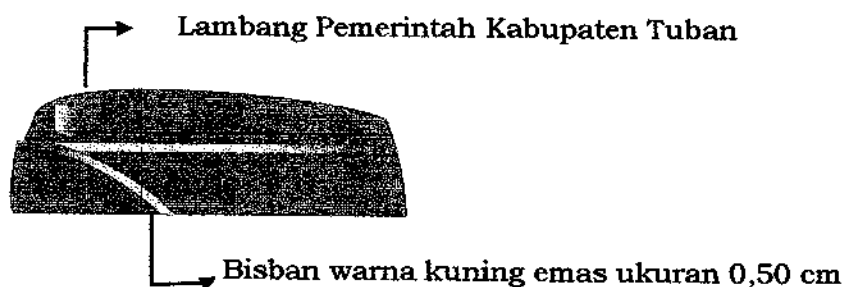 Lambang Pemerintah Kabupaten Tuban
Bisban warna kuning emas ukuran 0,50 cm